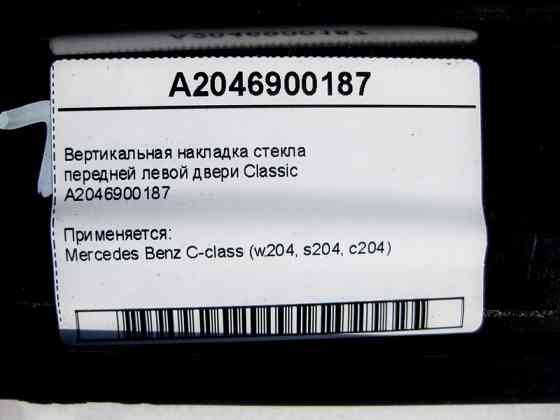 A2046900187
Вертикальная накладка стекла
передней левой двери Classic
A2046900187
Применяется:
Mercedes Benz C-class (w204, s204, c204)